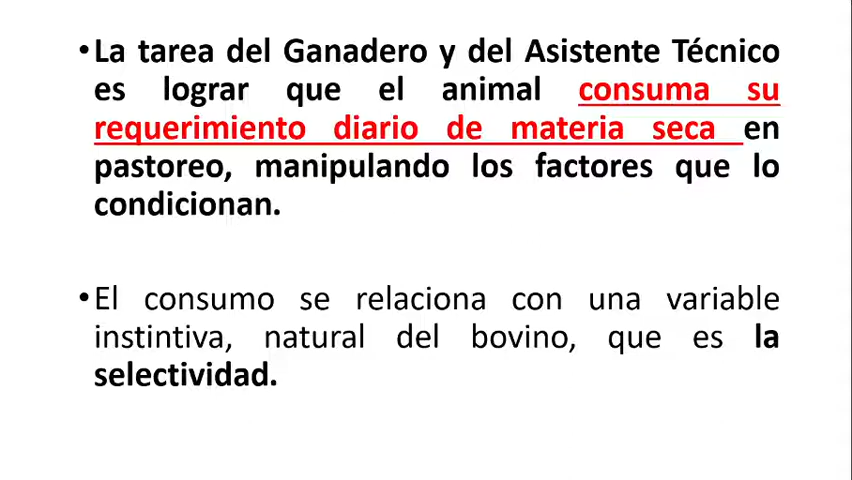 •La tarea del Ganadero y del Asistente Técnico
es lograr que el animal consuma su
requerimiento diario de materia seca en
pastoreo, manipulando los factores que lo
condicionan.
•El consumo se relaciona con una variable
instintiva, natural del bovino, que es la
selectividad.